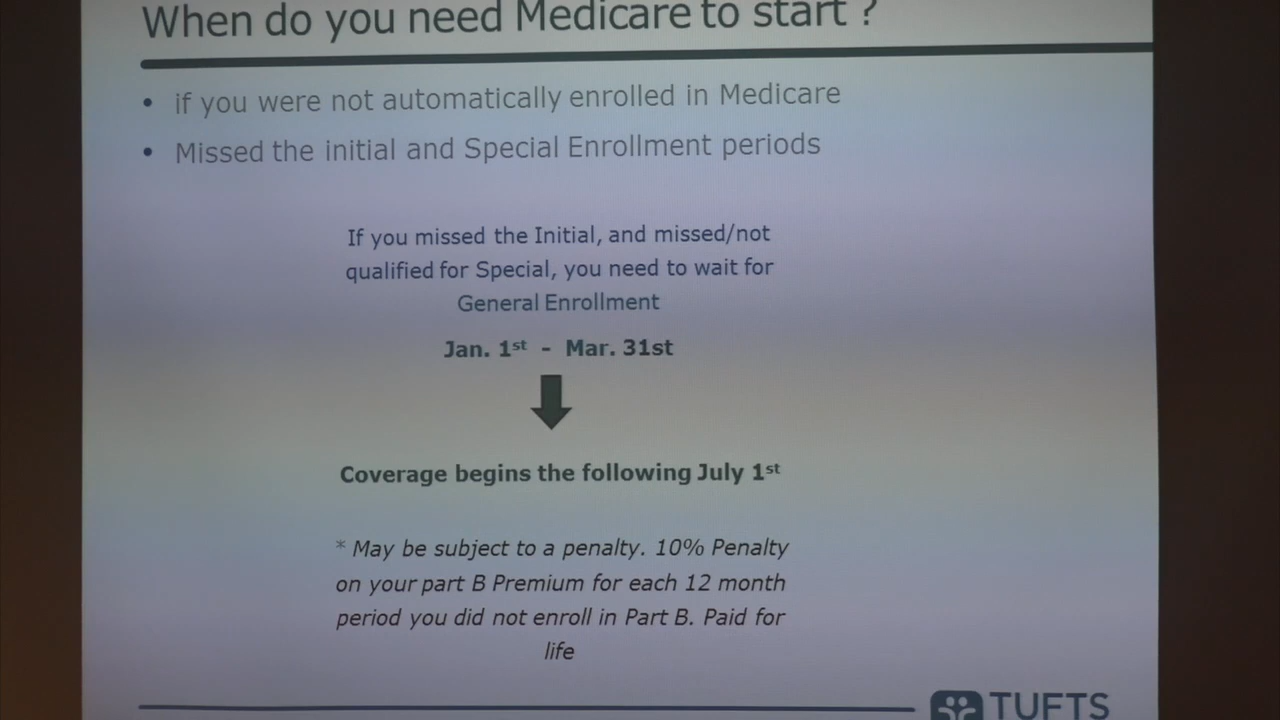 When do you need Medicare to start ?
• if you were not automatically enrolled in Medicare
• Missed the initial and Special Enrollment periods
If you missed the Initial, and missed/not
qualified for Special, you need to wait for
General Enrollment
Jan. 1st - Mar. 31st
Coverage begins the following July 1st
* May be subject to a penalty. 10% Penalty
on your part B Premium for each 12 month
period you did not enroll in Part B. Paid for
life
TUFTS